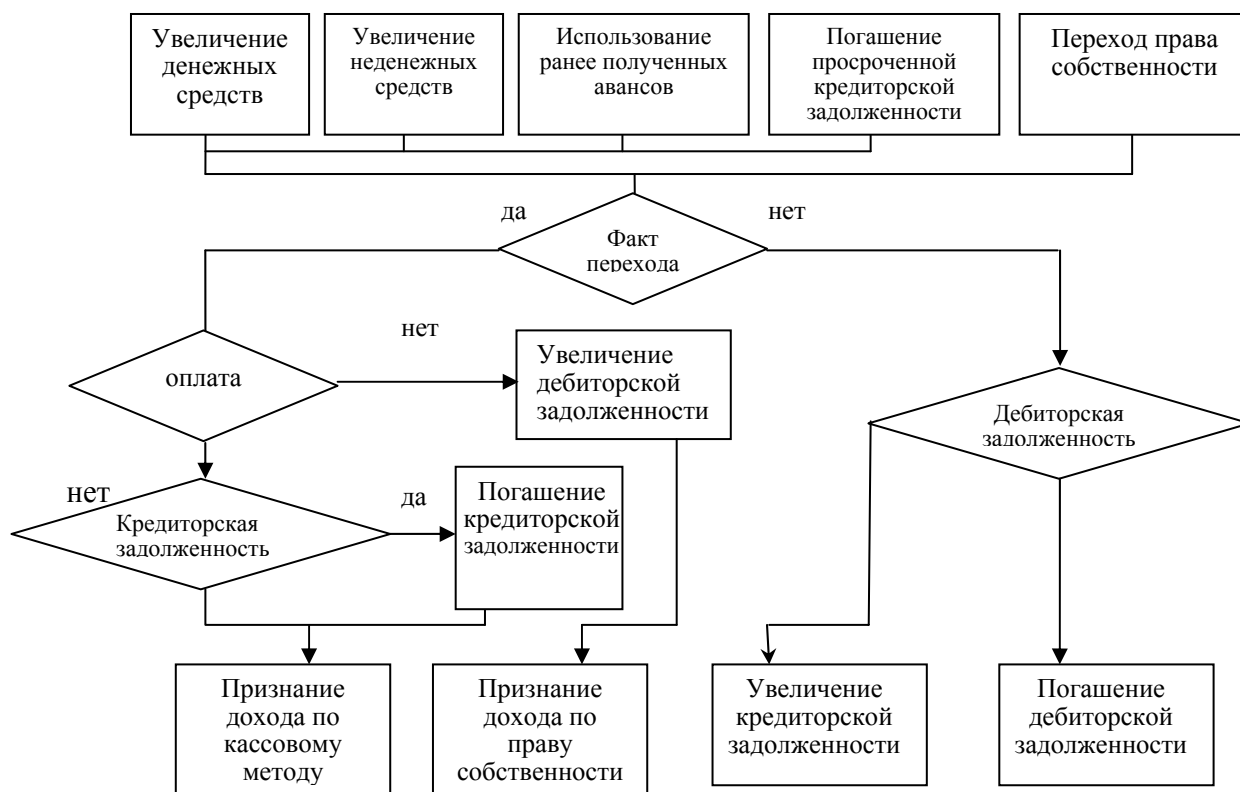 Увеличение
денежных
средств
Увеличение
неденежных
средств
Использование
ранее полученных
авансов
Погашение
просроченной
кредиторской
задолженности
Переход права
собственности
да
нет
Факт
перехода
нет
оплата
Увеличение
дебиторской
задолженности
Дебиторская
задолженность
нет
да
Кредиторская
задолженность
Погашение
кредиторской
задолженности
Признание
дохода по
кассовому
методу
Признание
дохода по
праву
собственности
Увеличение
кредиторской
задолженности
Погашение
дебиторской
задолженности